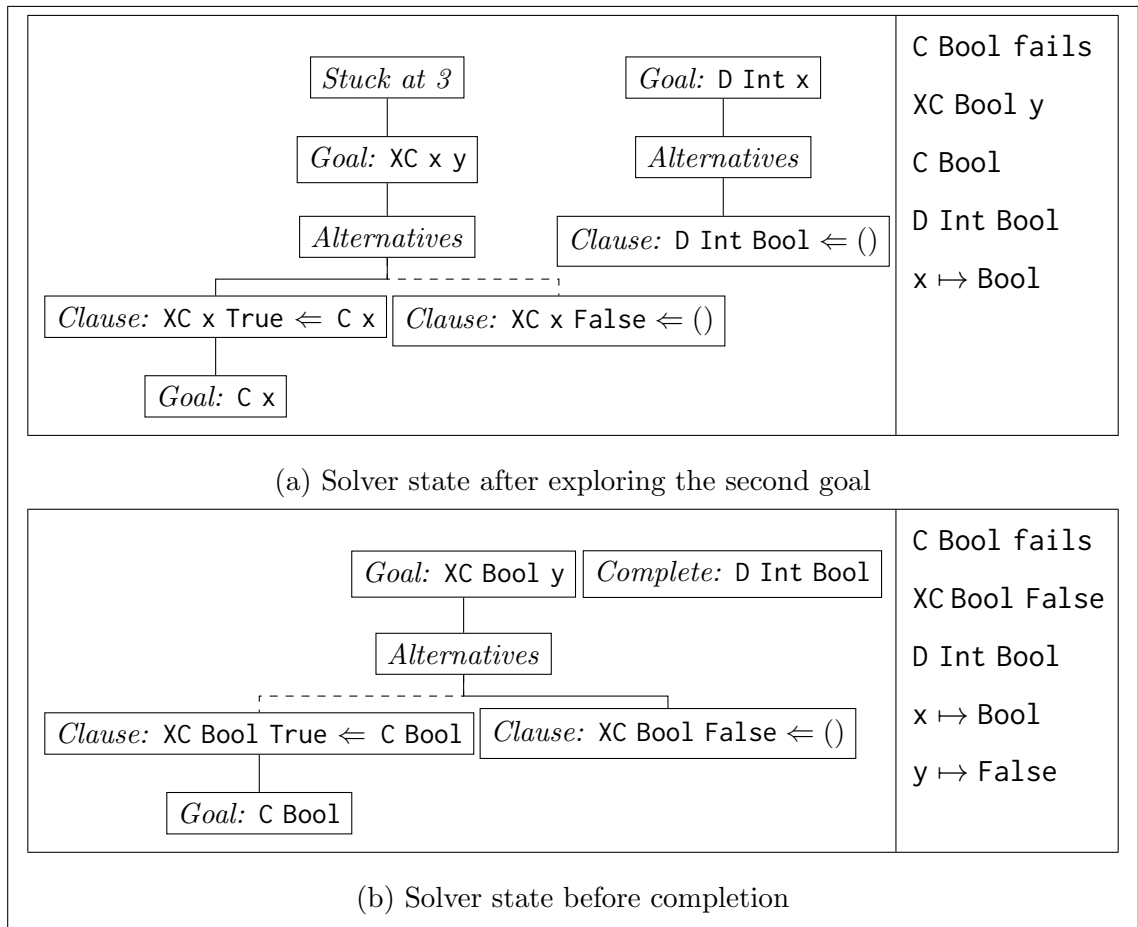 Stuck at 3
Goal: D Int x
Goal: XC x y
Alternatives
Alternatives
Clause: D Int Bool ⇐ ()
Clause: XC x True ⇐ C x
Clause: XC x False ⇐ ()
Goal: C x
C Bool fails
XC Bool y
C Bool
D Int Bool
x ↦ Bool
(a) Solver state after exploring the second goal
Goal: XC Bool y
Complete: D Int Bool
Alternatives
Clause: XC Bool True ⇐ C Bool
Clause: XC Bool False ⇐ ()
Goal: C Bool
C Bool fails
XC Bool False
D Int Bool
x ↦ Bool
y ↦ False
(b) Solver state before completion